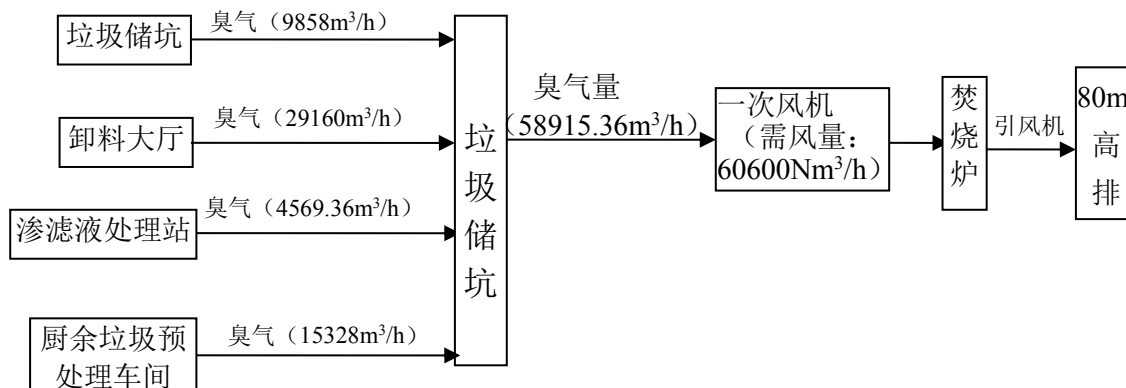 垃圾储坑
臭气（9858m³/h）
卸料大厅
臭气（29160m³/h）
渗滤液处理站
臭气（4569.36m³/h）
厨余垃圾预
处理车间
臭气（15328m³/h）
垃
圾
储
坑
臭气量
（58915.36m³/h）
一次风机
（需风量：
60600Nm³/h）
焚
烧
炉
引风机
80m
高
排